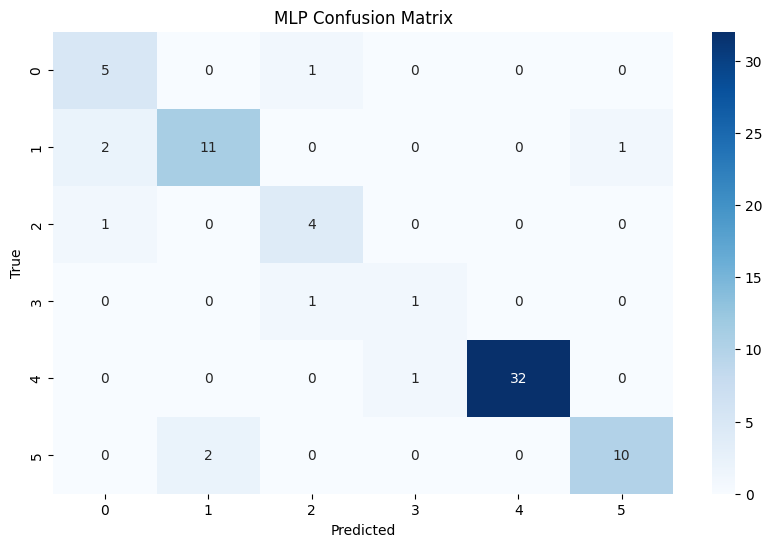 MLP Confusion Matrix
0 5 0 1 0 0 0
1 2 11 0 0 0 1
2 1 0 4 0 0 0
3 0 0 1 1 0 0
4 0 0 0 1 32 0
5 0 2 0 0 0 10
0 1 2 3 4 5
True
Predicted
30
25
20
15
10
5
0